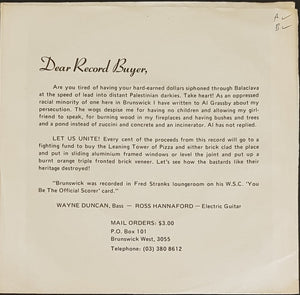 A✓
B✓
Dear Record Buyer,
Are you tired of having your hard-earned dollars siphoned through Balaclava
at the speed of lead into distant Palestinian darkies. Take heart! As an oppressed
racial minority of one here in Brunswick I have written to Al Grassby about my
persecution. The wogs despise me for having no children and allowing my girl-
friend to speak, for burning wood in my fireplaces and having bushes and trees
and a pond instead of zuccini and concrete and an incinerator. Al has not replied.
LET US UNITE! Every cent of the proceeds from this record will go to a
fighting fund to buy the Leaning Tower of Pizza and either brick clad the place
and put in sliding aluminium framed windows or level the joint and put up a
burnt orange triple fronted brick veneer. Let's see how the bastards like their
heritage destroyed!
"Brunswick was recorded in Fred Stranks loungeroom on his W.S.C. 'You
Be The Official Scorer' card."
WAYNE DUNCAN, Bass — ROSS HANNAFORD — Electric Guitar
MAIL ORDERS: $3.00
P.O. Box 101
Brunswick West, 3055
Telephone: (03) 380 8612